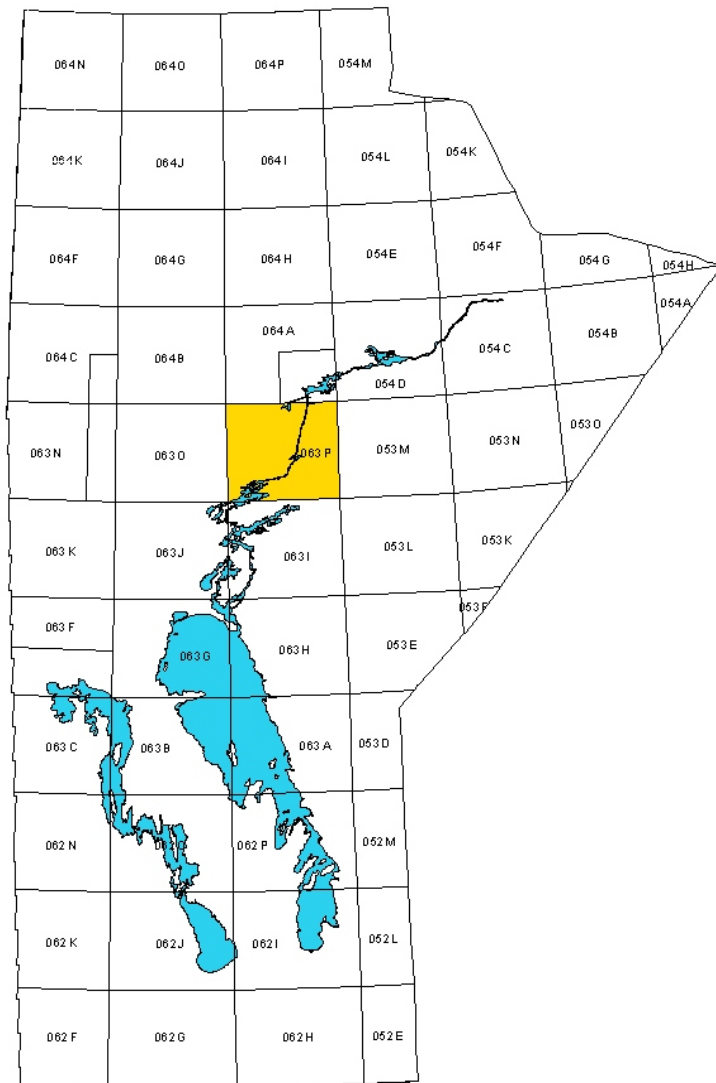 064N 064O 064P 054M
064K 064J 064I 054L 054K
064F 064G 064H 054E 054F 054G 054H
064C 064B 064A 054D 054C 054B 054A
063N 063O 063P 053M 053N 053O
063K 063J 063I 053L 053K
063F 063G 063H 053E
063C 063B 063A 053D
062N 062P 052M
062K 062J 062I 052L
062F 062G 062H 052E